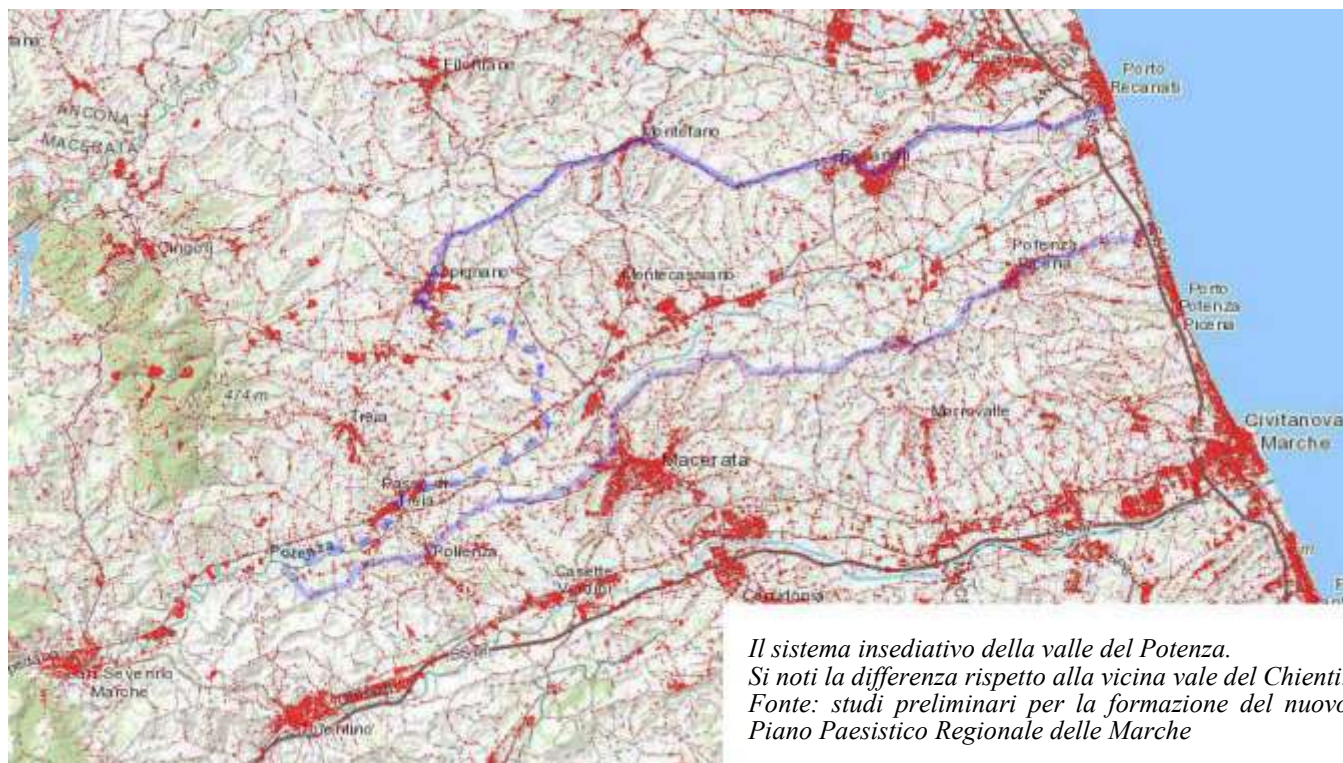 Filottrano
Porto
Recanati
ANCONA
MACERATA
Montefano
Recanati
Cingoli
Appignano
Montecassiano
Potenza
Picena
Porto
Potenza
Picena
474 m
Treia
Morrovalle
Civitanova
Marche
Macerata
Passo di
Treia
Potenza
Pollenza
Casette
Verdini
Corridonia
San Severino
Marche
Tolentino
Il sistema insediativo della valle del Potenza.
Si noti la differenza rispetto alla vicina vale del Chienti.
Fonte: studi preliminari per la formazione del nuovo
Piano Paesistico Regionale delle Marche